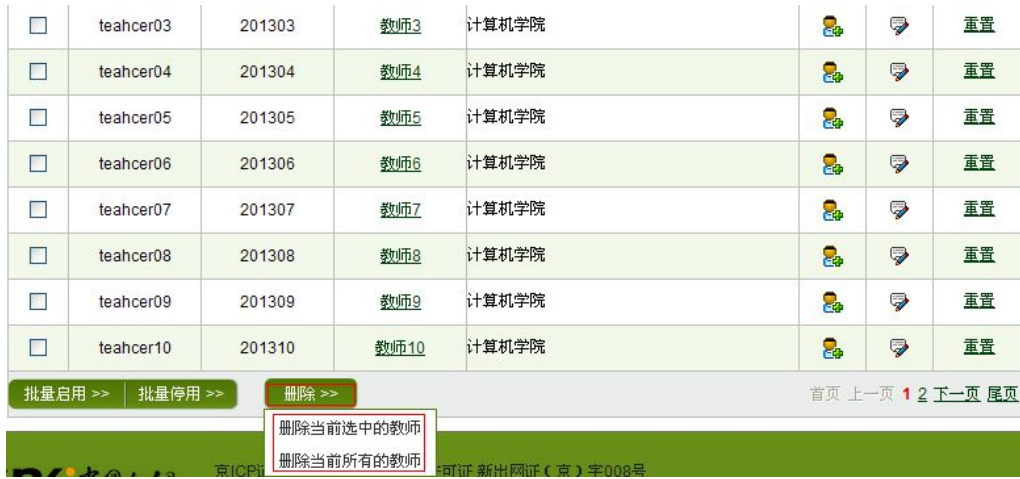 teahcer03 201303 教师3 计算机学院 重置
teahcer04 201304 教师4 计算机学院 重置
teahcer05 201305 教师5 计算机学院 重置
teahcer06 201306 教师6 计算机学院 重置
teahcer07 201307 教师7 计算机学院 重置
teahcer08 201308 教师8 计算机学院 重置
teahcer09 201309 教师9 计算机学院 重置
teahcer10 201310 教师10 计算机学院 重置
批量启用 >> 批量停用 >> 删除 >> 首页 上一页 1 2 下一页 尾页
删除当前选中的教师
删除当前所有的教师
京ICP证 可证 新出网证(京)字008号